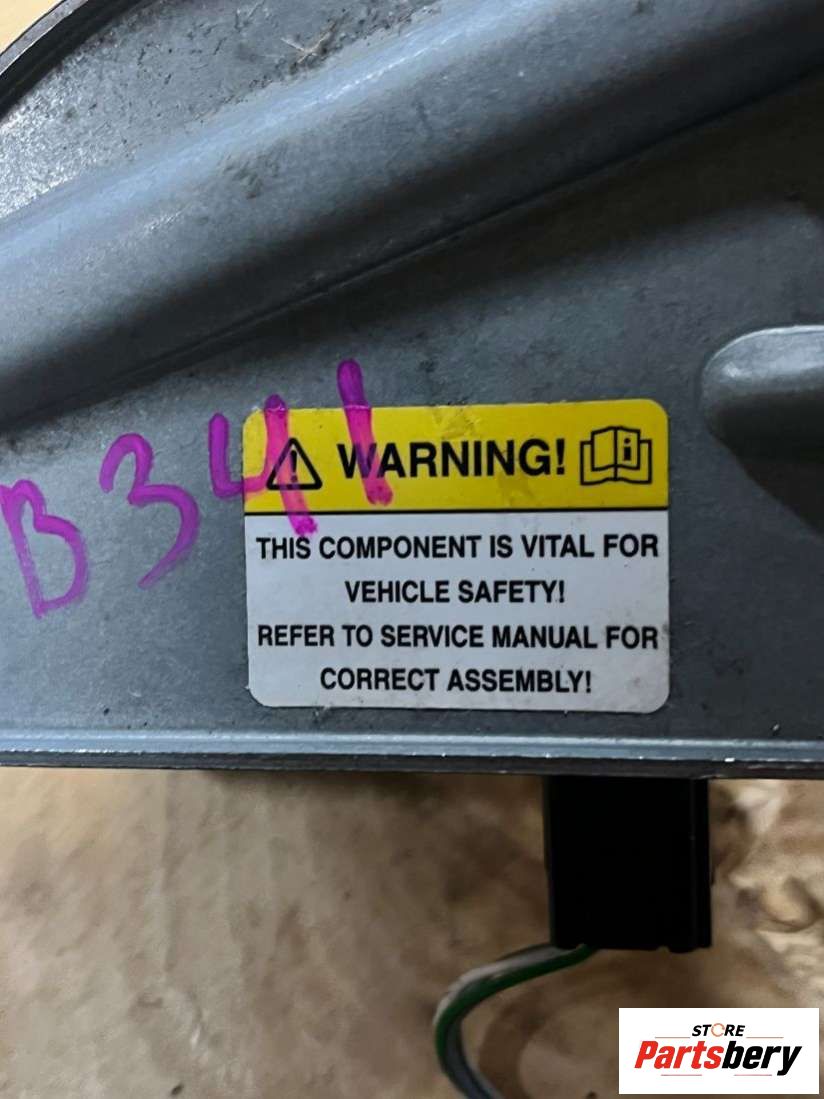 B341
WARNING!
THIS COMPONENT IS VITAL FOR
VEHICLE SAFETY!
REFER TO SERVICE MANUAL FOR
CORRECT ASSEMBLY!
STORE
Partsbery